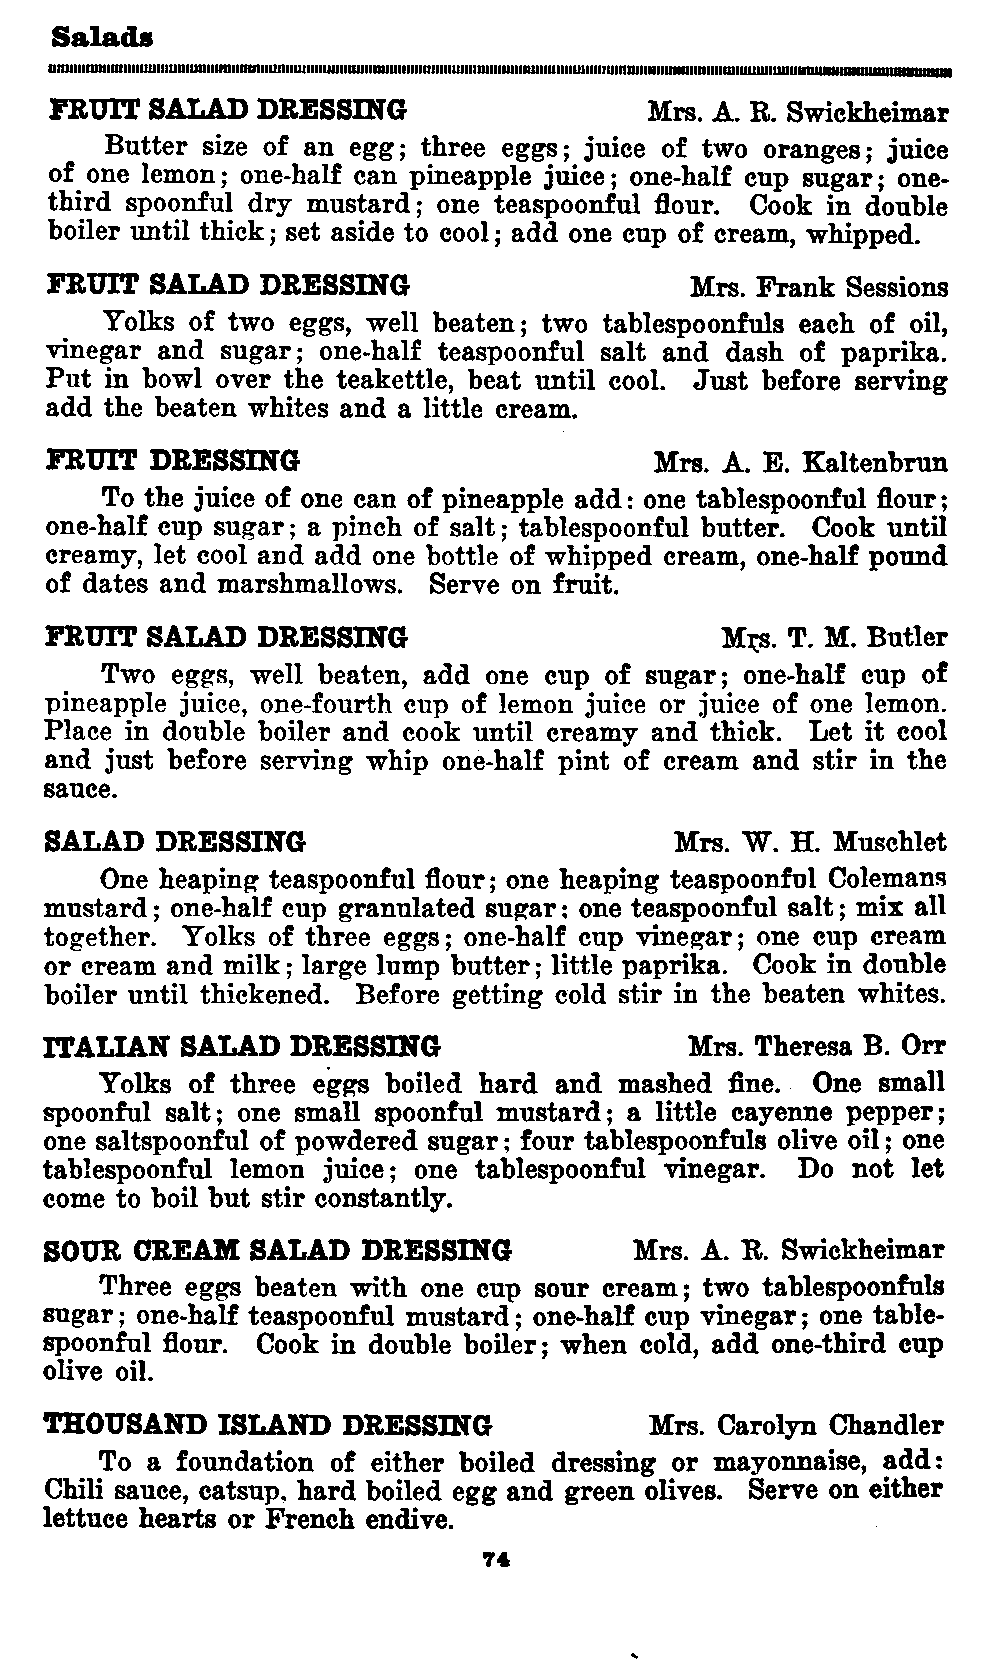 Salads
FRUIT SALAD DRESSING Mrs. A. R. Swickheimar
Butter size of an egg; three eggs; juice of two oranges; juice
of one lemon; one-half can pineapple juice; one-half cup sugar; one-
third spoonful dry mustard; one teaspoonful flour. Cook in double
boiler until thick; set aside to cool; add one cup of cream, whipped.
FRUIT SALAD DRESSING Mrs. Frank Sessions
Yolks of two eggs, well beaten; two tablespoonfuls each of oil,
vinegar and sugar; one-half teaspoonful salt and dash of paprika.
Put in bowl over the teakettle, beat until cool. Just before serving
add the beaten whites and a little cream.
FRUIT DRESSING Mrs. A. E. Kaltenbrun
To the juice of one can of pineapple add: one tablespoonful flour;
one-half cup sugar; a pinch of salt; tablespoonful butter. Cook until
creamy, let cool and add one bottle of whipped cream, one-half pound
of dates and marshmallows. Serve on fruit.
FRUIT SALAD DRESSING Mrs. T. M. Butler
Two eggs, well beaten, add one cup of sugar; one-half cup of
pineapple juice, one-fourth cup of lemon juice or juice of one lemon.
Place in double boiler and cook until creamy and thick. Let it cool
and just before serving whip one-half pint of cream and stir in the
sauce.
SALAD DRESSING Mrs. W. H. Muschlet
One heaping teaspoonful flour; one heaping teaspoonful Colemans
mustard; one-half cup granulated sugar; one teaspoonful salt; mix all
together. Yolks of three eggs; one-half cup vinegar; one cup cream
or cream and milk; large lump butter; little paprika. Cook in double
boiler until thickened. Before getting cold stir in the beaten whites.
ITALIAN SALAD DRESSING Mrs. Theresa B. Orr
Yolks of three eggs boiled hard and mashed fine. One small
spoonful salt; one small spoonful mustard; a little cayenne pepper;
one saltspoonful of powdered sugar; four tablespoonfuls olive oil; one
tablespoonful lemon juice; one tablespoonful vinegar. Do not let
come to boil but stir constantly.
SOUR CREAM SALAD DRESSING Mrs. A. R. Swickheimar
Three eggs beaten with one cup sour cream; two tablespoonfuls
sugar; one-half teaspoonful mustard; one-half cup vinegar; one table-
spoonful flour. Cook in double boiler; when cold, add one-third cup
olive oil.
THOUSAND ISLAND DRESSING Mrs. Carolyn Chandler
To a foundation of either boiled dressing or mayonnaise, add:
Chili sauce, catsup, hard boiled egg and green olives. Serve on either
lettuce hearts or French endive.
74